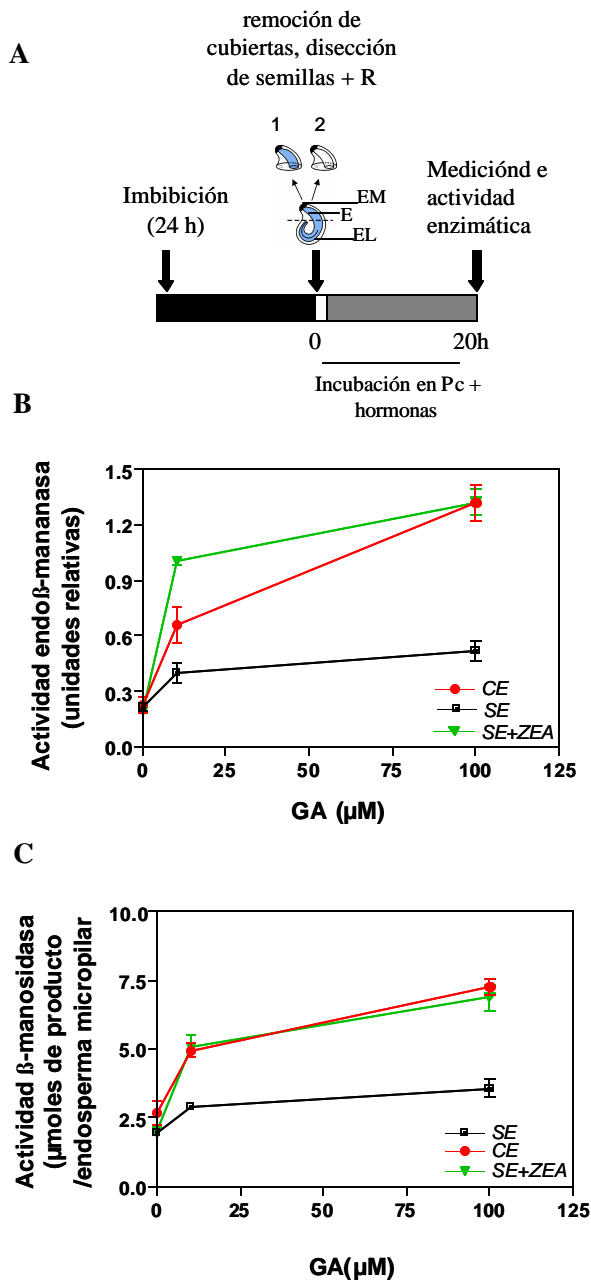 A
remoción de
cubiertas, disección
de semillas + R
1 2
Imbibición
(24 h)
EM
E
EL
Mediciónd e
actividad
enzimática
0
20h
Incubación en Pc +
hormonas
B
Actividad endoß-mananasa
(unidades relativas)
1.5
1.2
0.9
0.6
0.3
0.0
CE
SE
SE+ZEA
0 25 50 75 100 125
GA (µM)
C
Actividad ß-manosidasa
(µmoles de producto
/endosperma micropilar
10.0
7.5
5.0
2.5
0.0
SE
CE
SE+ZEA
0 25 50 75 100 125
GA(µM)